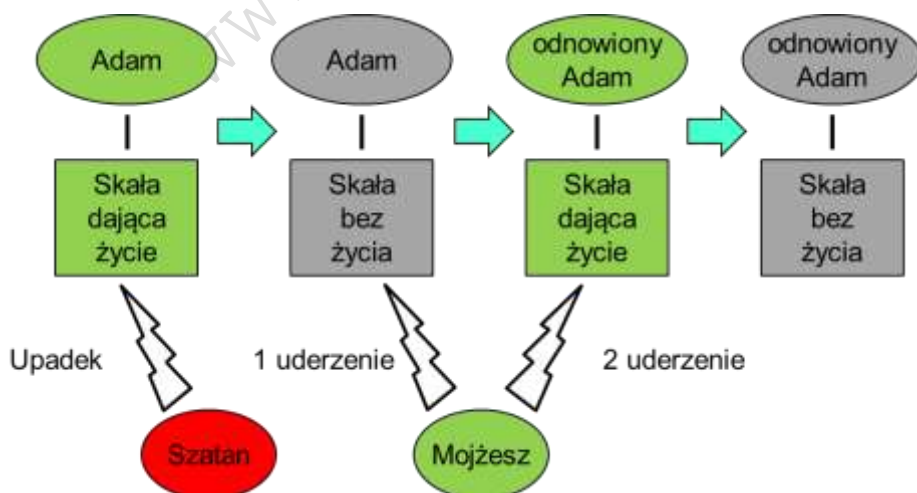 Adam
Adam
odnowiony
Adam
odnowiony
Adam
Skała
dająca
życie
Skała
bez
życia
Skała
dająca
życie
Skała
bez
życia
Upadek
1 uderzenie
2 uderzenie
Szatan
Mojżesz